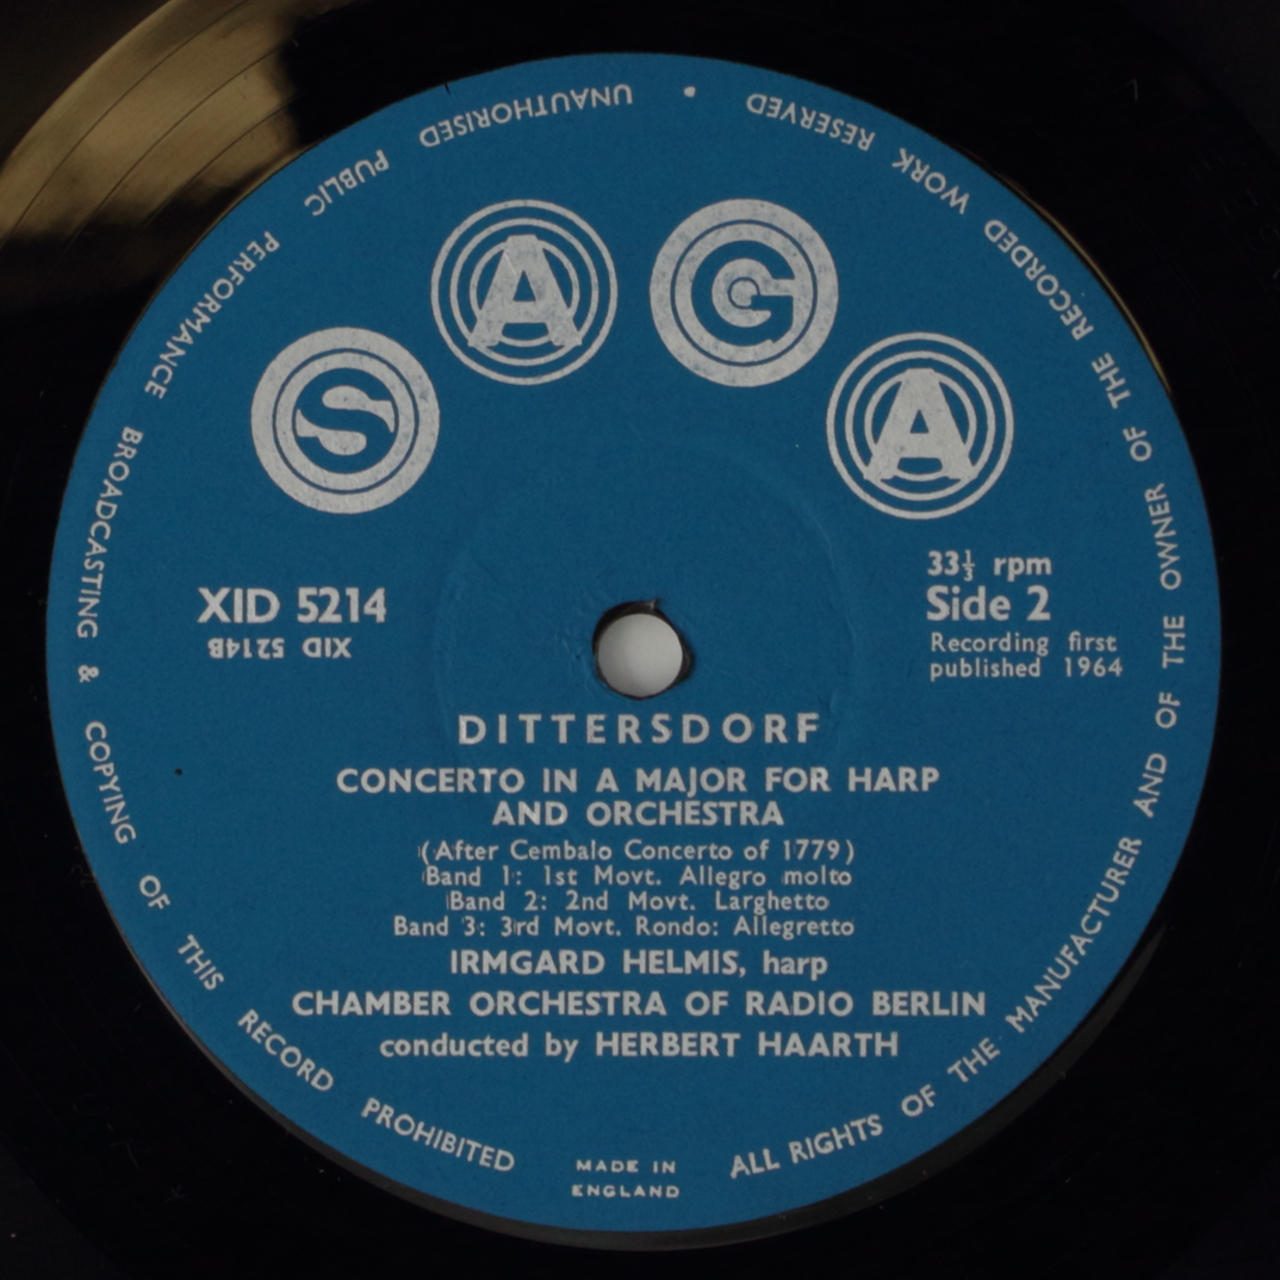 UNAUTHORISED PUBLIC PERFORMANCE BROADCASTING & COPYING OF THIS RECORD PROHIBITED
ALL RIGHTS OF THE MANUFACTURER AND OF THE OWNER OF THE RECORDED WORK RESERVED •
SAGA
XID 5214
XID 5214B
33⅓ rpm
Side 2
Recording first
published 1964
DITTERSDORF
CONCERTO IN A MAJOR FOR HARP
AND ORCHESTRA
(After Cembalo Concerto of 1779)
Band 1: 1st Movt. Allegro molto
Band 2: 2nd Movt. Larghetto
Band 3: 3rd Movt. Rondo: Allegretto
IRMGARD HELMIS, harp
CHAMBER ORCHESTRA OF RADIO BERLIN
conducted by HERBERT HAARTH
MADE IN
ENGLAND